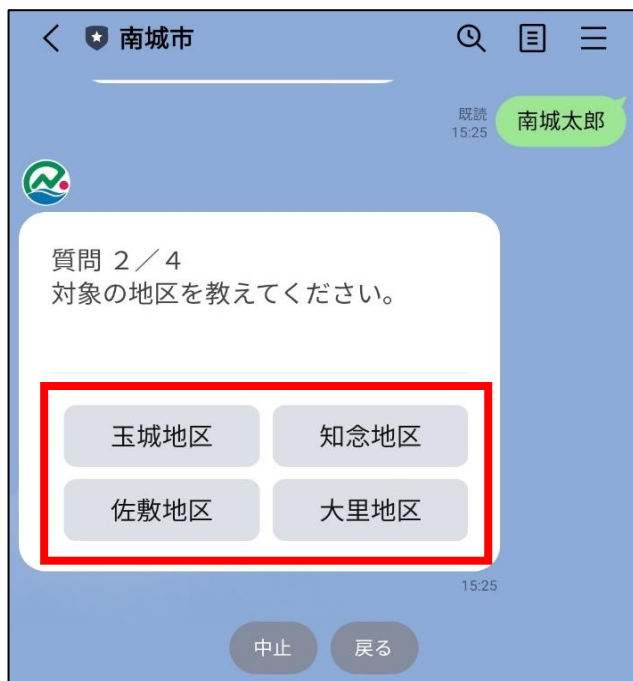 南城市
既読
15:25
南城太郎
質問 2/4
対象の地区を教えてください。
玉城地区 知念地区
佐敷地区 大里地区
15:25
中止 戻る